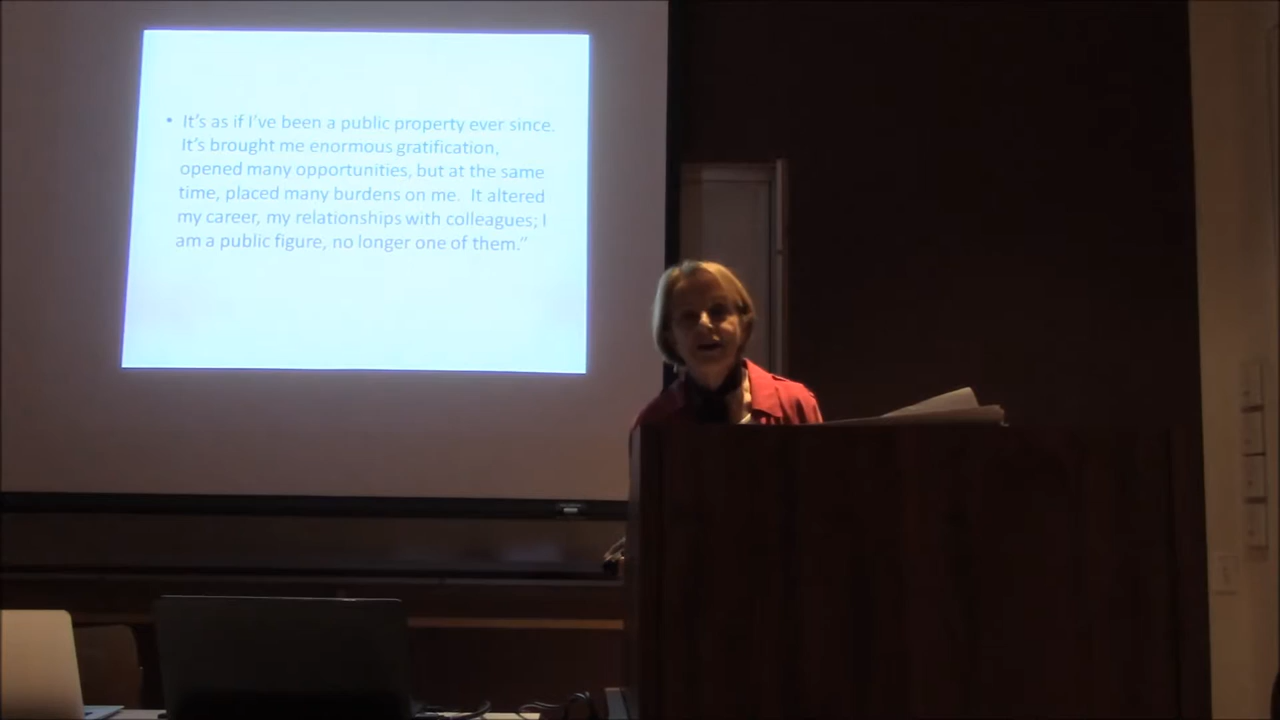 • It's as if I've been a public property ever since.
It's brought me enormous gratification,
opened many opportunities, but at the same
time, placed many burdens on me.  It altered
my career, my relationships with colleagues; I
am a public figure, no longer one of them."